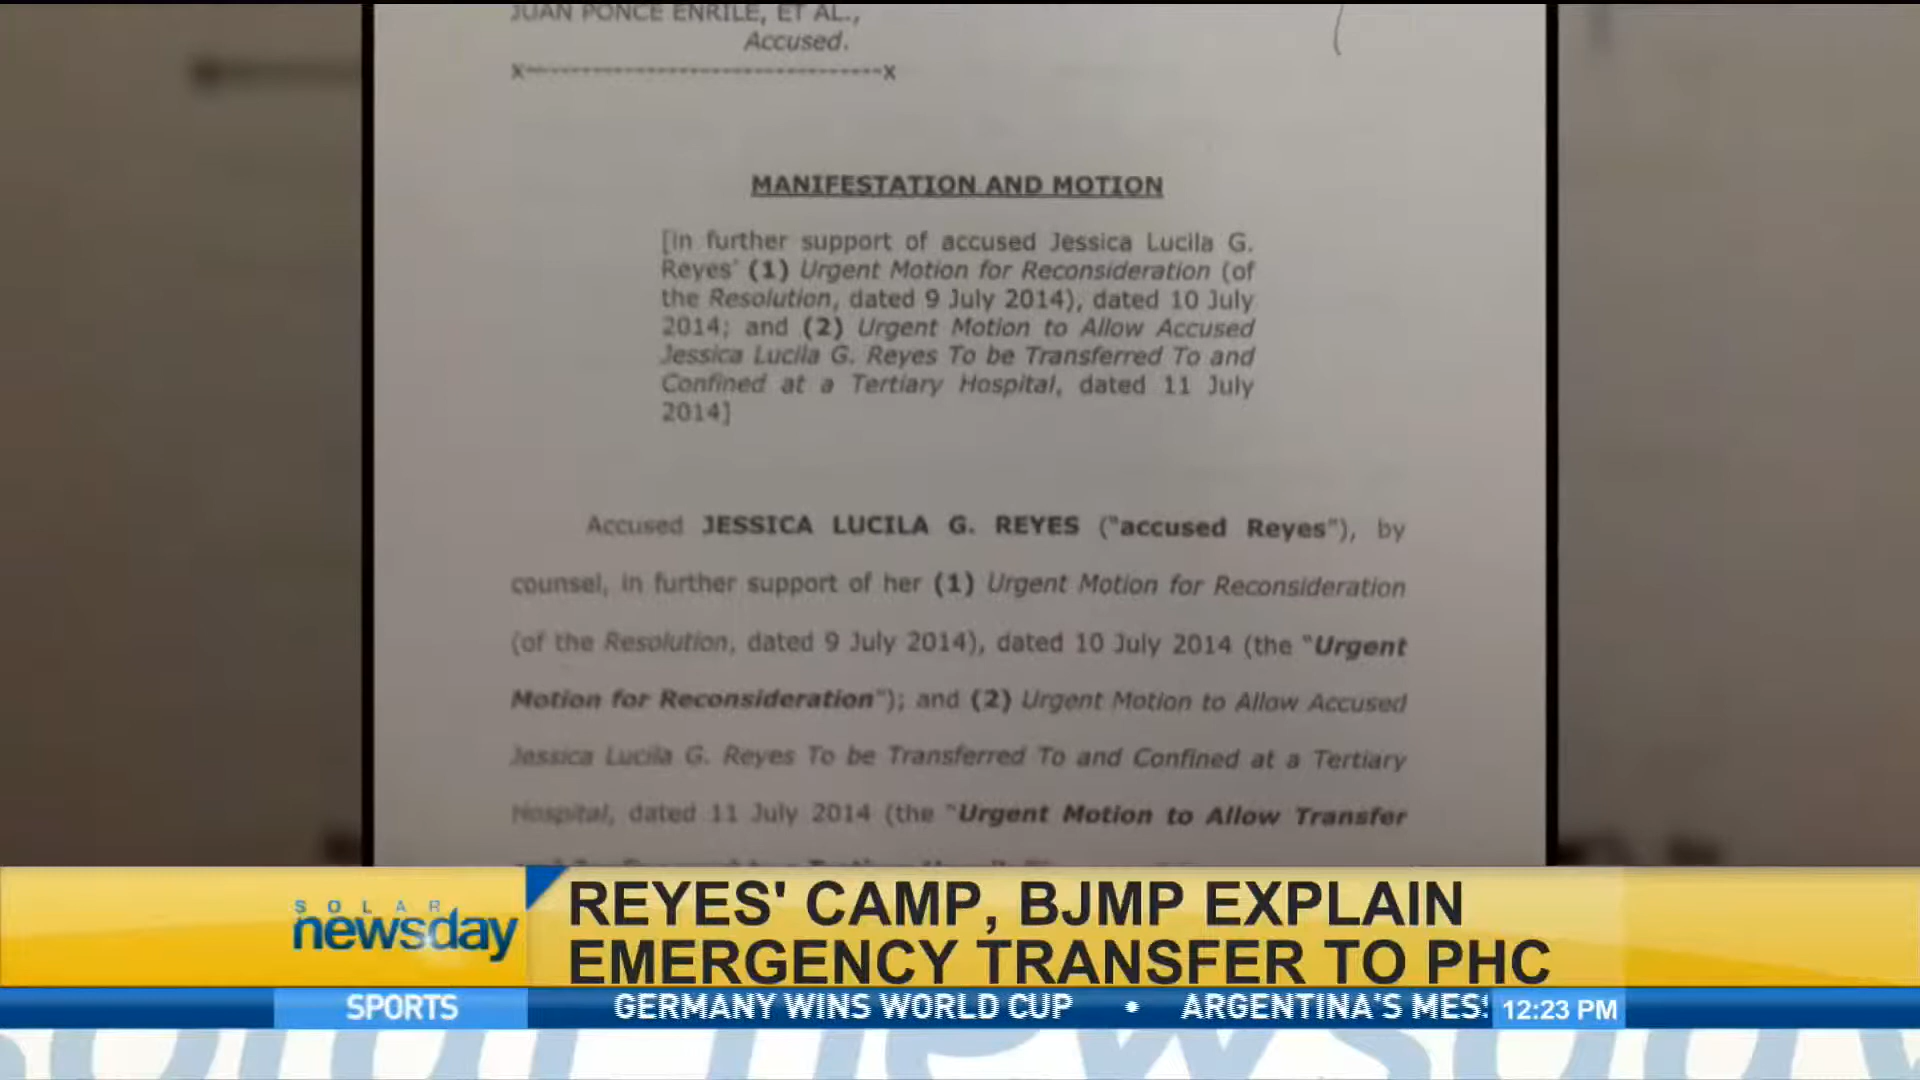 JUAN PONCE ENRILE, ET AL.,
Accused.
x-------------------------------x
MANIFESTATION AND MOTION
[In further support of accused Jessica Lucila G.
Reyes' (1) Urgent Motion for Reconsideration (of
the Resolution, dated 9 July 2014), dated 10 July
2014; and (2) Urgent Motion to Allow Accused
Jessica Lucila G. Reyes To be Transferred To and
Confined at a Tertiary Hospital, dated 11 July
2014]
Accused JESSICA LUCILA G. REYES ("accused Reyes"), by
counsel, in further support of her (1) Urgent Motion for Reconsideration
(of the Resolution, dated 9 July 2014), dated 10 July 2014 (the "Urgent
Motion for Reconsideration"); and (2) Urgent Motion to Allow Accused
Jessica Lucila G. Reyes To be Transferred To and Confined at a Tertiary
Hospital, dated 11 July 2014 (the "Urgent Motion to Allow Transfer
SOLAR
newsday
REYES' CAMP, BJMP EXPLAIN
EMERGENCY TRANSFER TO PHC
SPORTS GERMANY WINS WORLD CUP • ARGENTINA'S MES 12:23 PM
solar newsday